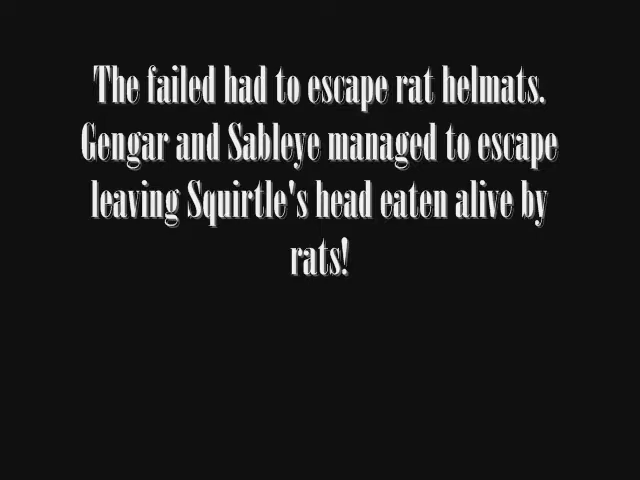 The failed had to escape rat helmats.
Gengar and Sableye managed to escape
leaving Squirtle's head eaten alive by
rats!